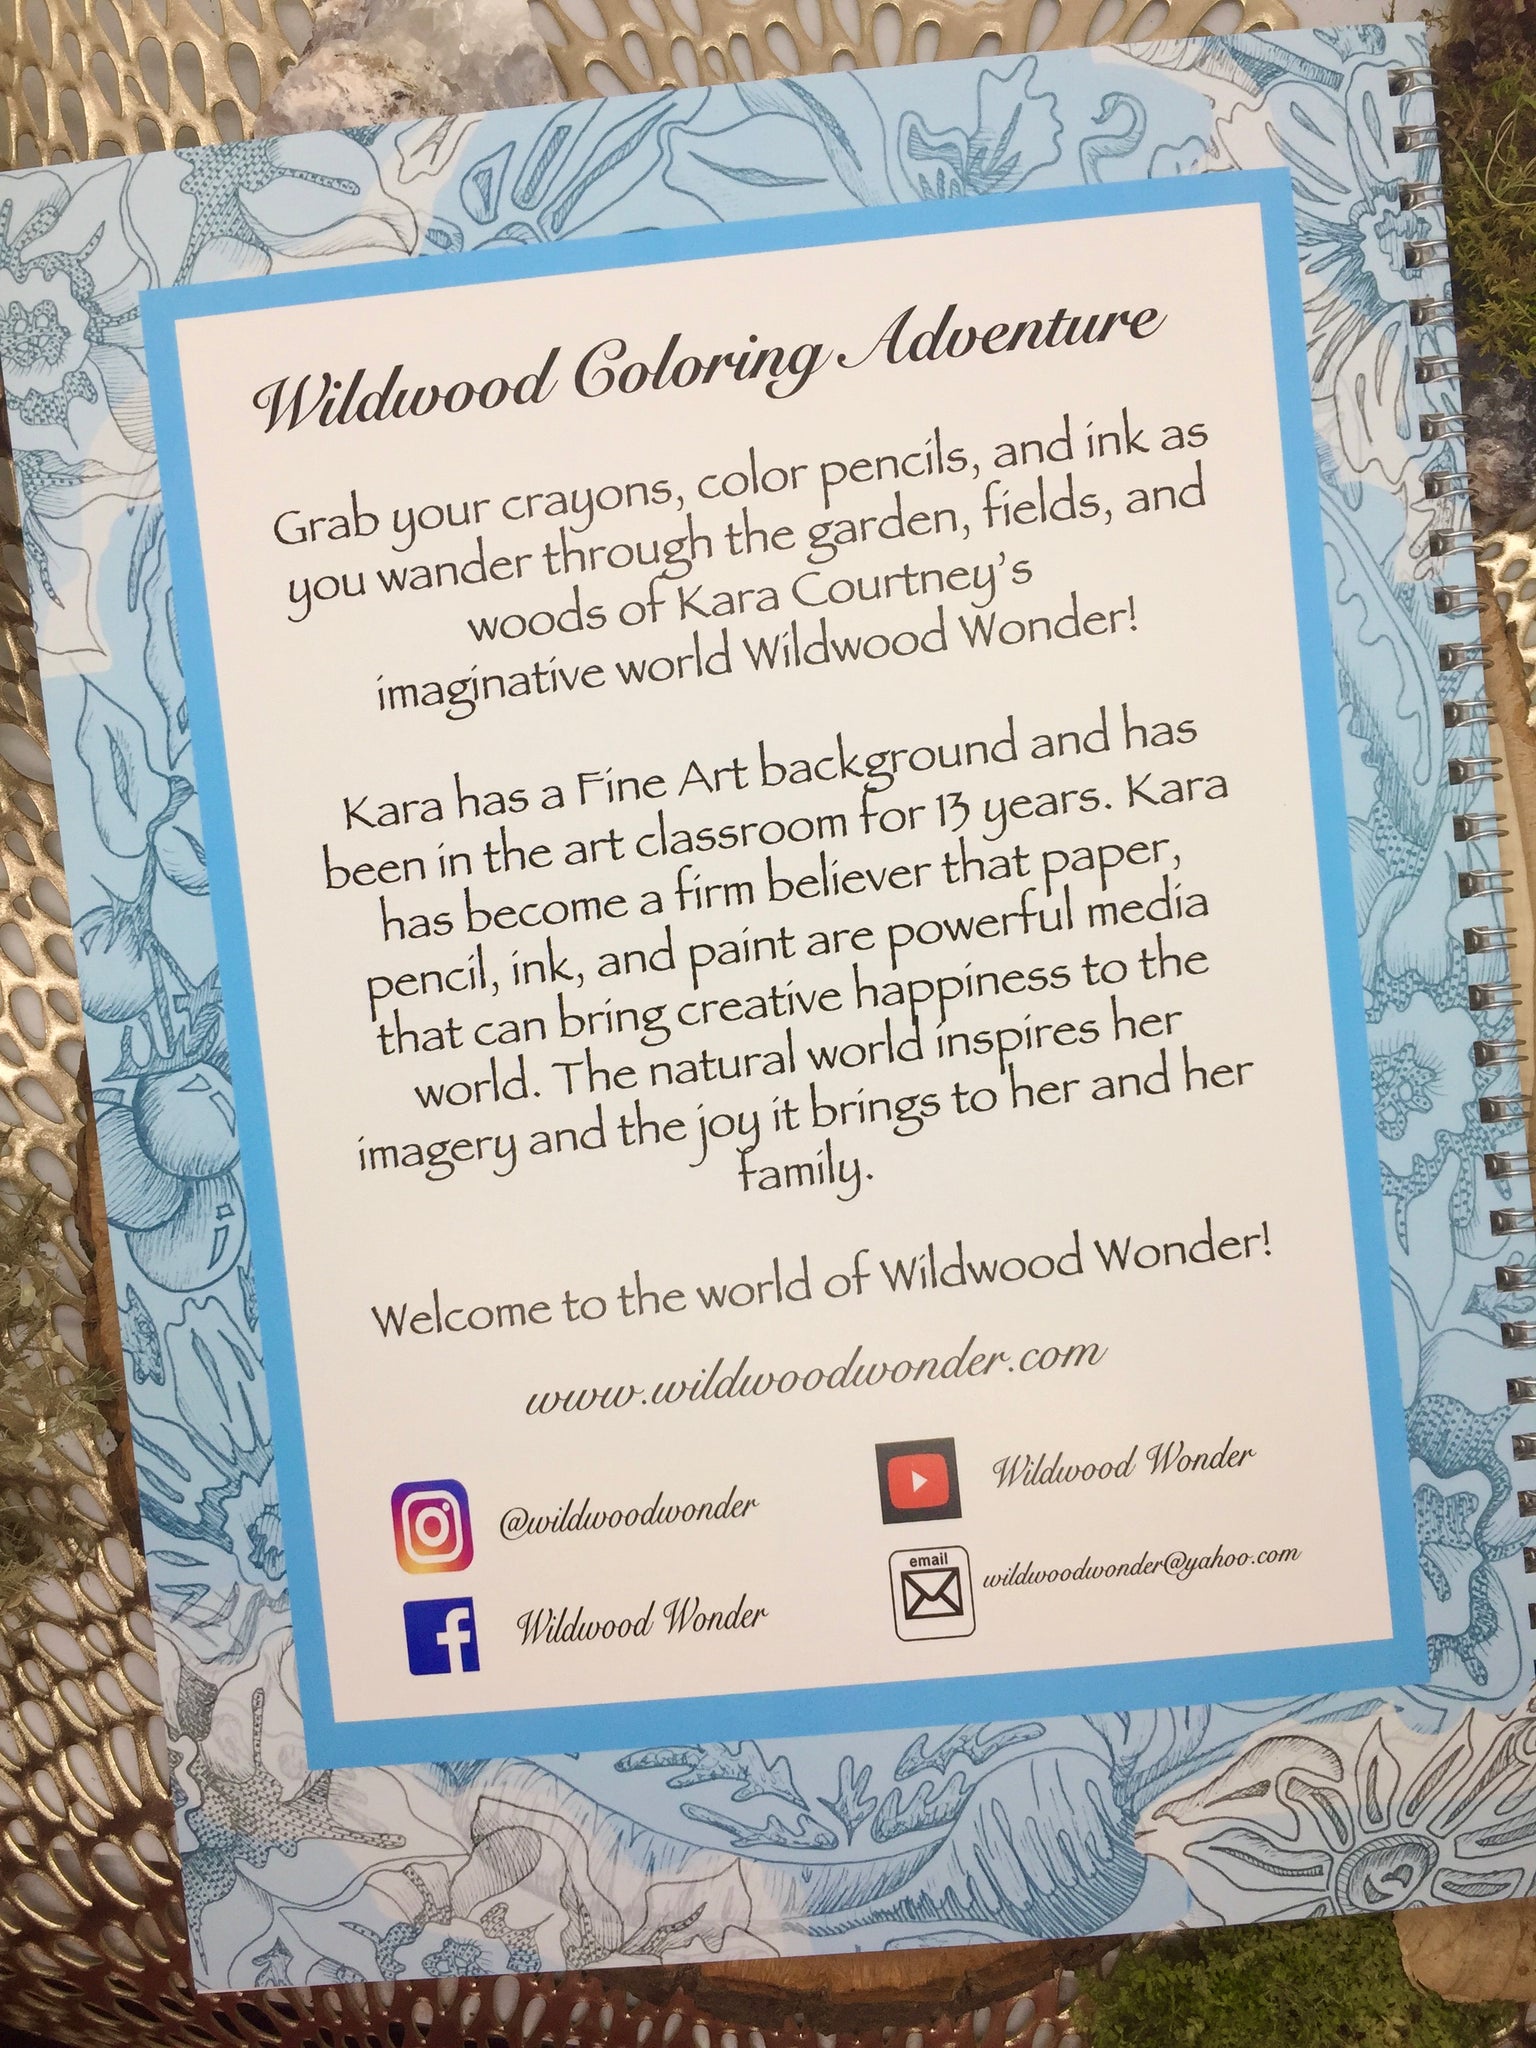 Wildwood Coloring Adventure
Grab your crayons, color pencils, and ink as
you wander through the garden, fields, and
woods of Kara Courtney's
imaginative world Wildwood Wonder!
Kara has a Fine Art background and has
been in the art classroom for 13 years. Kara
has become a firm believer that paper,
pencil, ink, and paint are powerful media
that can bring creative happiness to the
world. The natural world inspires her
imagery and the joy it brings to her and her
family.
Welcome to the world of Wildwood Wonder!
www.wildwoodwonder.com
@wildwoodwonder
Wildwood Wonder
Wildwood Wonder
email
wildwoodwonder@yahoo.com